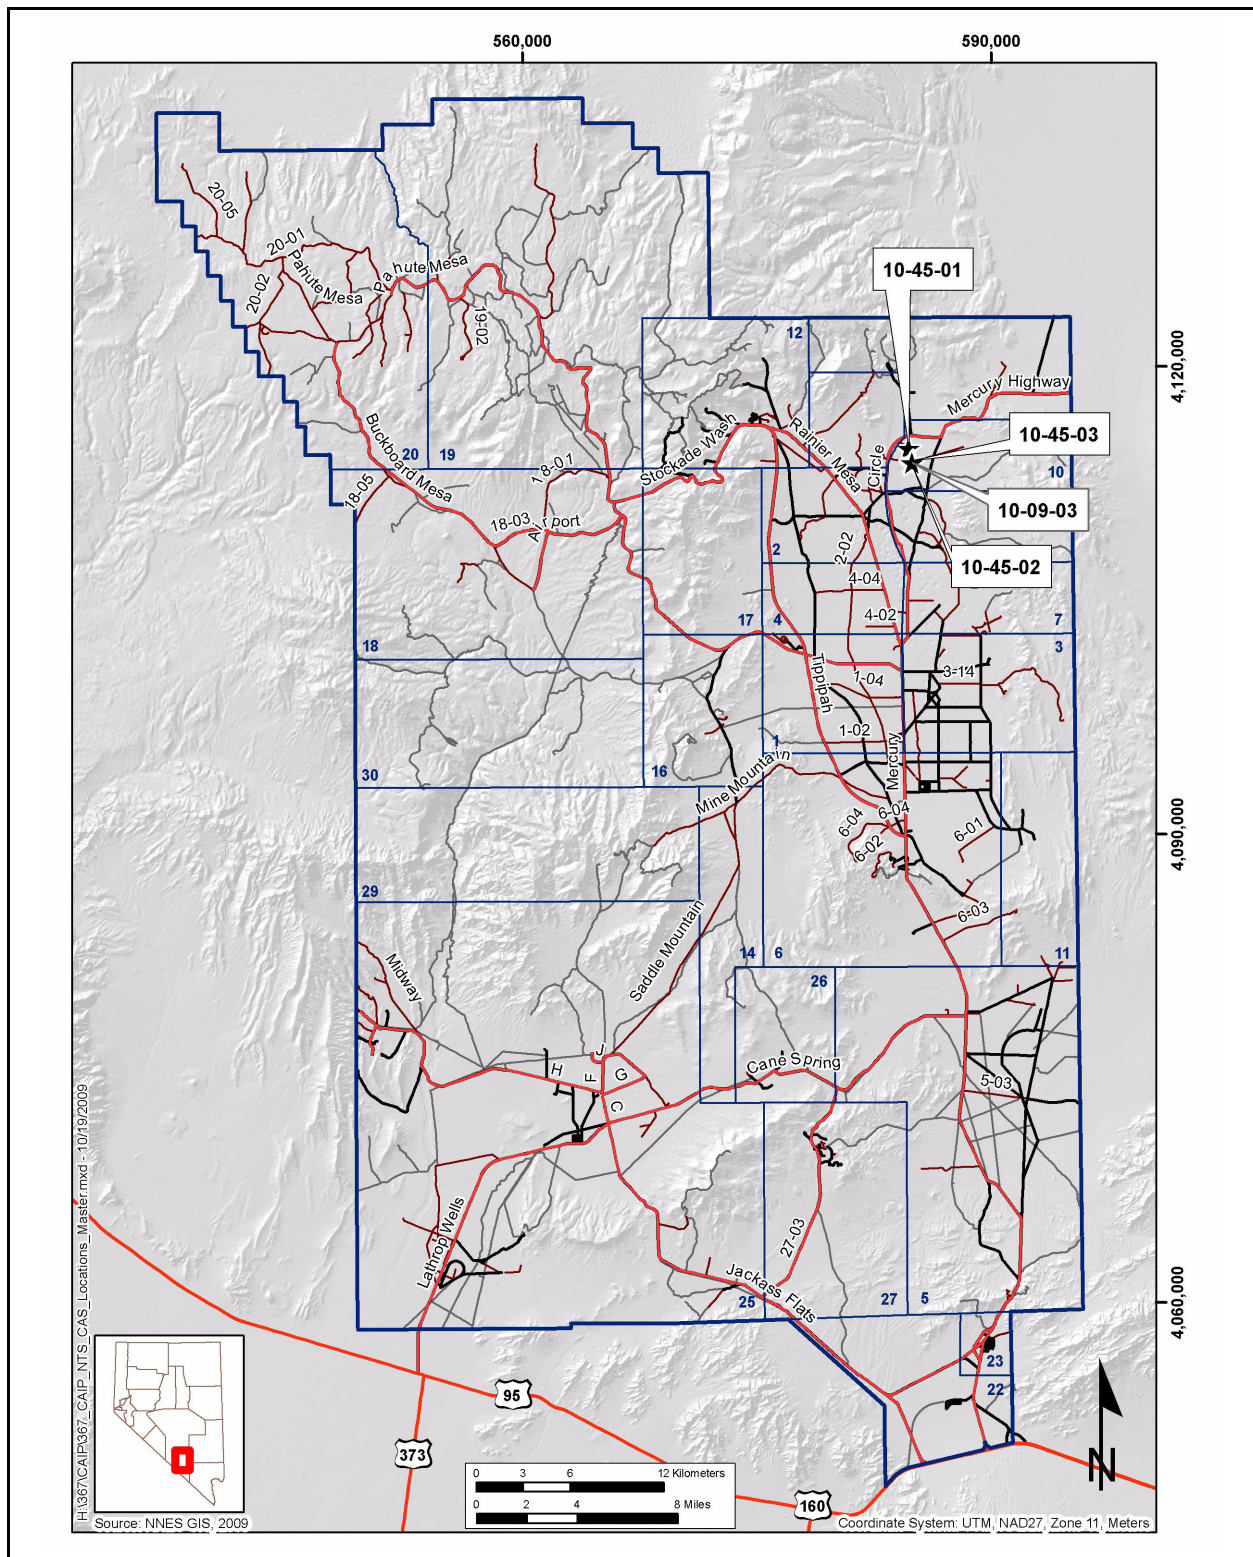 560,000
590,000
20-05
20-01
Pahute Mesa
20-02
Pahute Mesa
19-02
10-45-01
12
Mercury Highway
4,120,000
Buckboard Mesa
Stockade Wash
Rainier Mesa
Circle
10-45-03
20
19
18-01
10
18-05
10-09-03
18-03
Airport
2
2-02
10-45-02
4-04
4-02
17
4
7
18
3
Tippipah
1-04
3-14
1-02
1
Mercury
30
16
Mine Mountain
6-04
6-04
6-01
6-02
4,090,000
29
6-03
Saddle Mountain
14
6
11
Midway
26
J
H
F
G
Cane Spring
C
5-03
27-03
Lathrop Wells
Jackass Flats
25
27
5
4,060,000
23
22
95
373
160
N
0 3 6 12 Kilometers
0 2 4 8 Miles
H:\367\CAIP\367_CAIP_NTS_CAS_Locations_Master.mxd - 10/19/2009
Source: NNES GIS, 2009
Coordinate System: UTM, NAD27, Zone 11, Meters